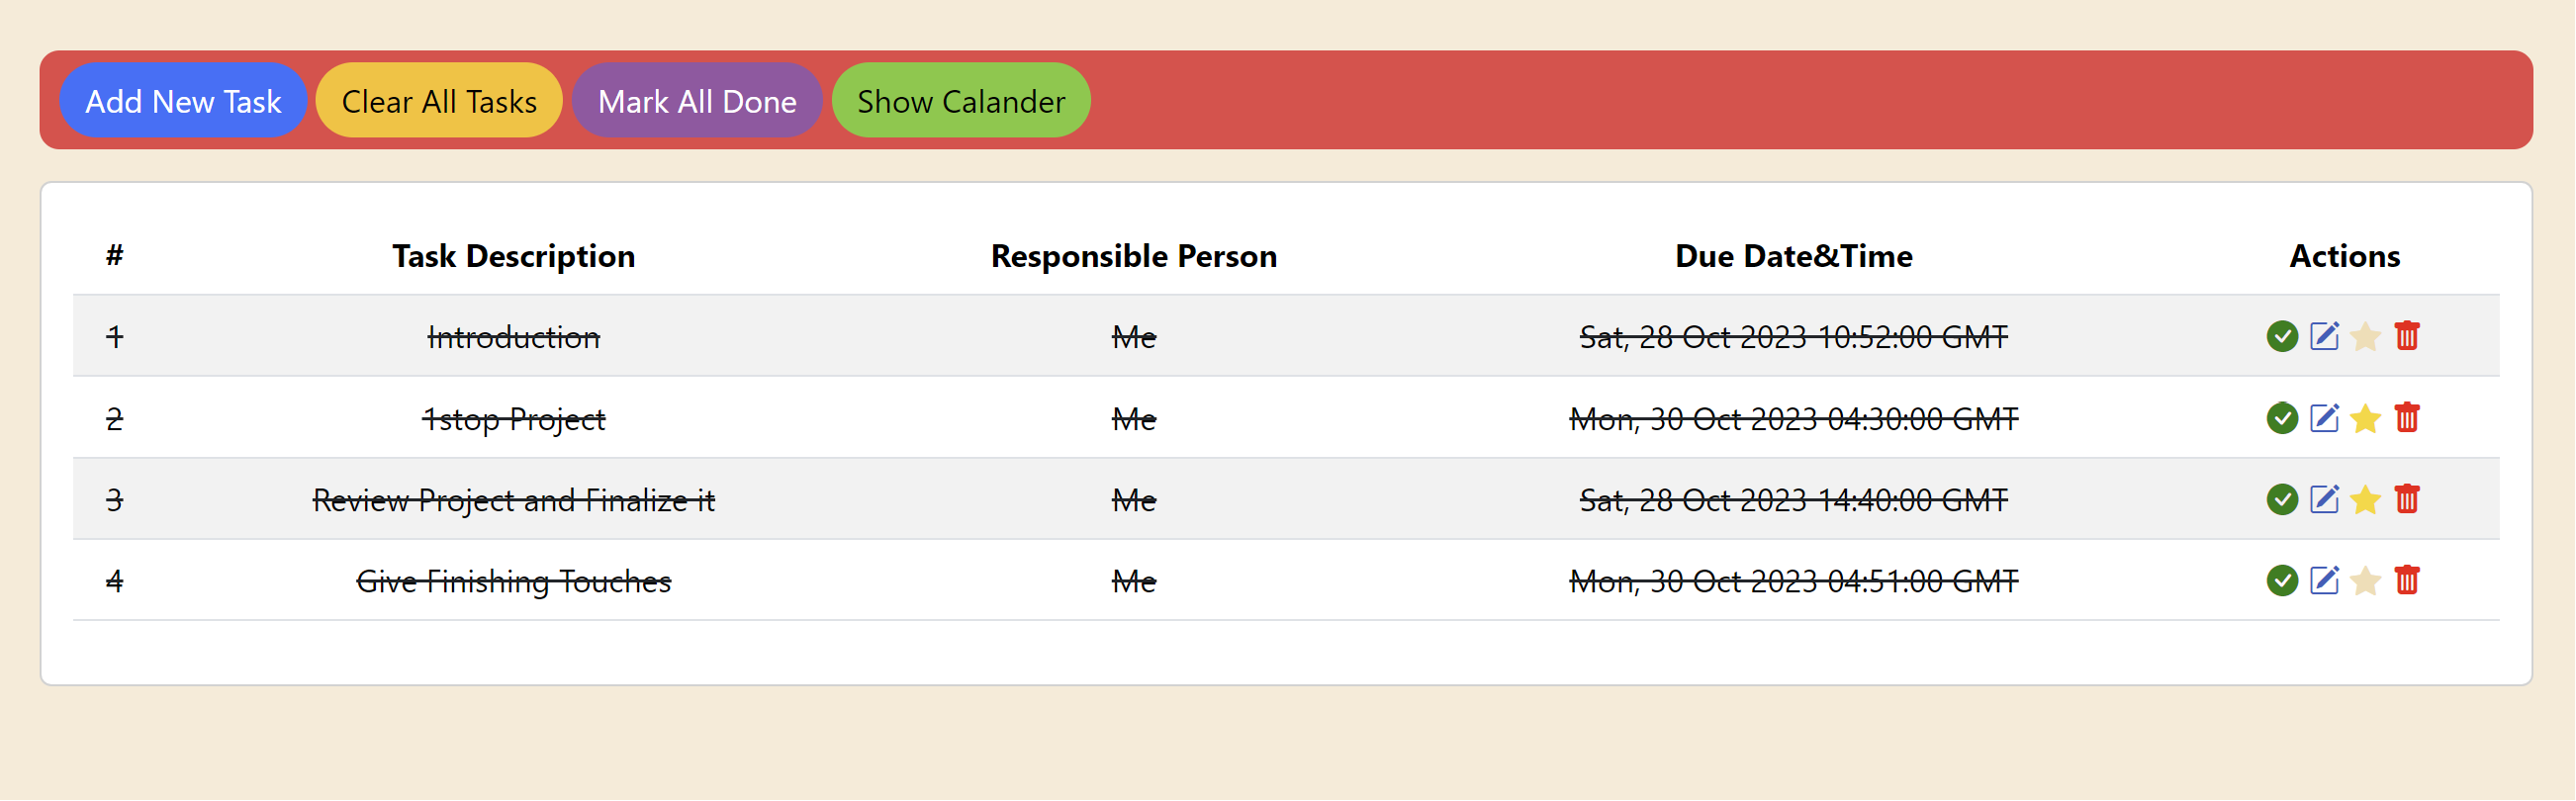 Add New Task Clear All Tasks Mark All Done Show Calander
# Task Description Responsible Person Due Date&Time Actions
1 Introduction Me Sat, 28 Oct 2023 10:52:00 GMT
2 1stop Project Me Mon, 30 Oct 2023 04:30:00 GMT
3 Review Project and Finalize it Me Sat, 28 Oct 2023 14:40:00 GMT
4 Give Finishing Touches Me Mon, 30 Oct 2023 04:51:00 GMT